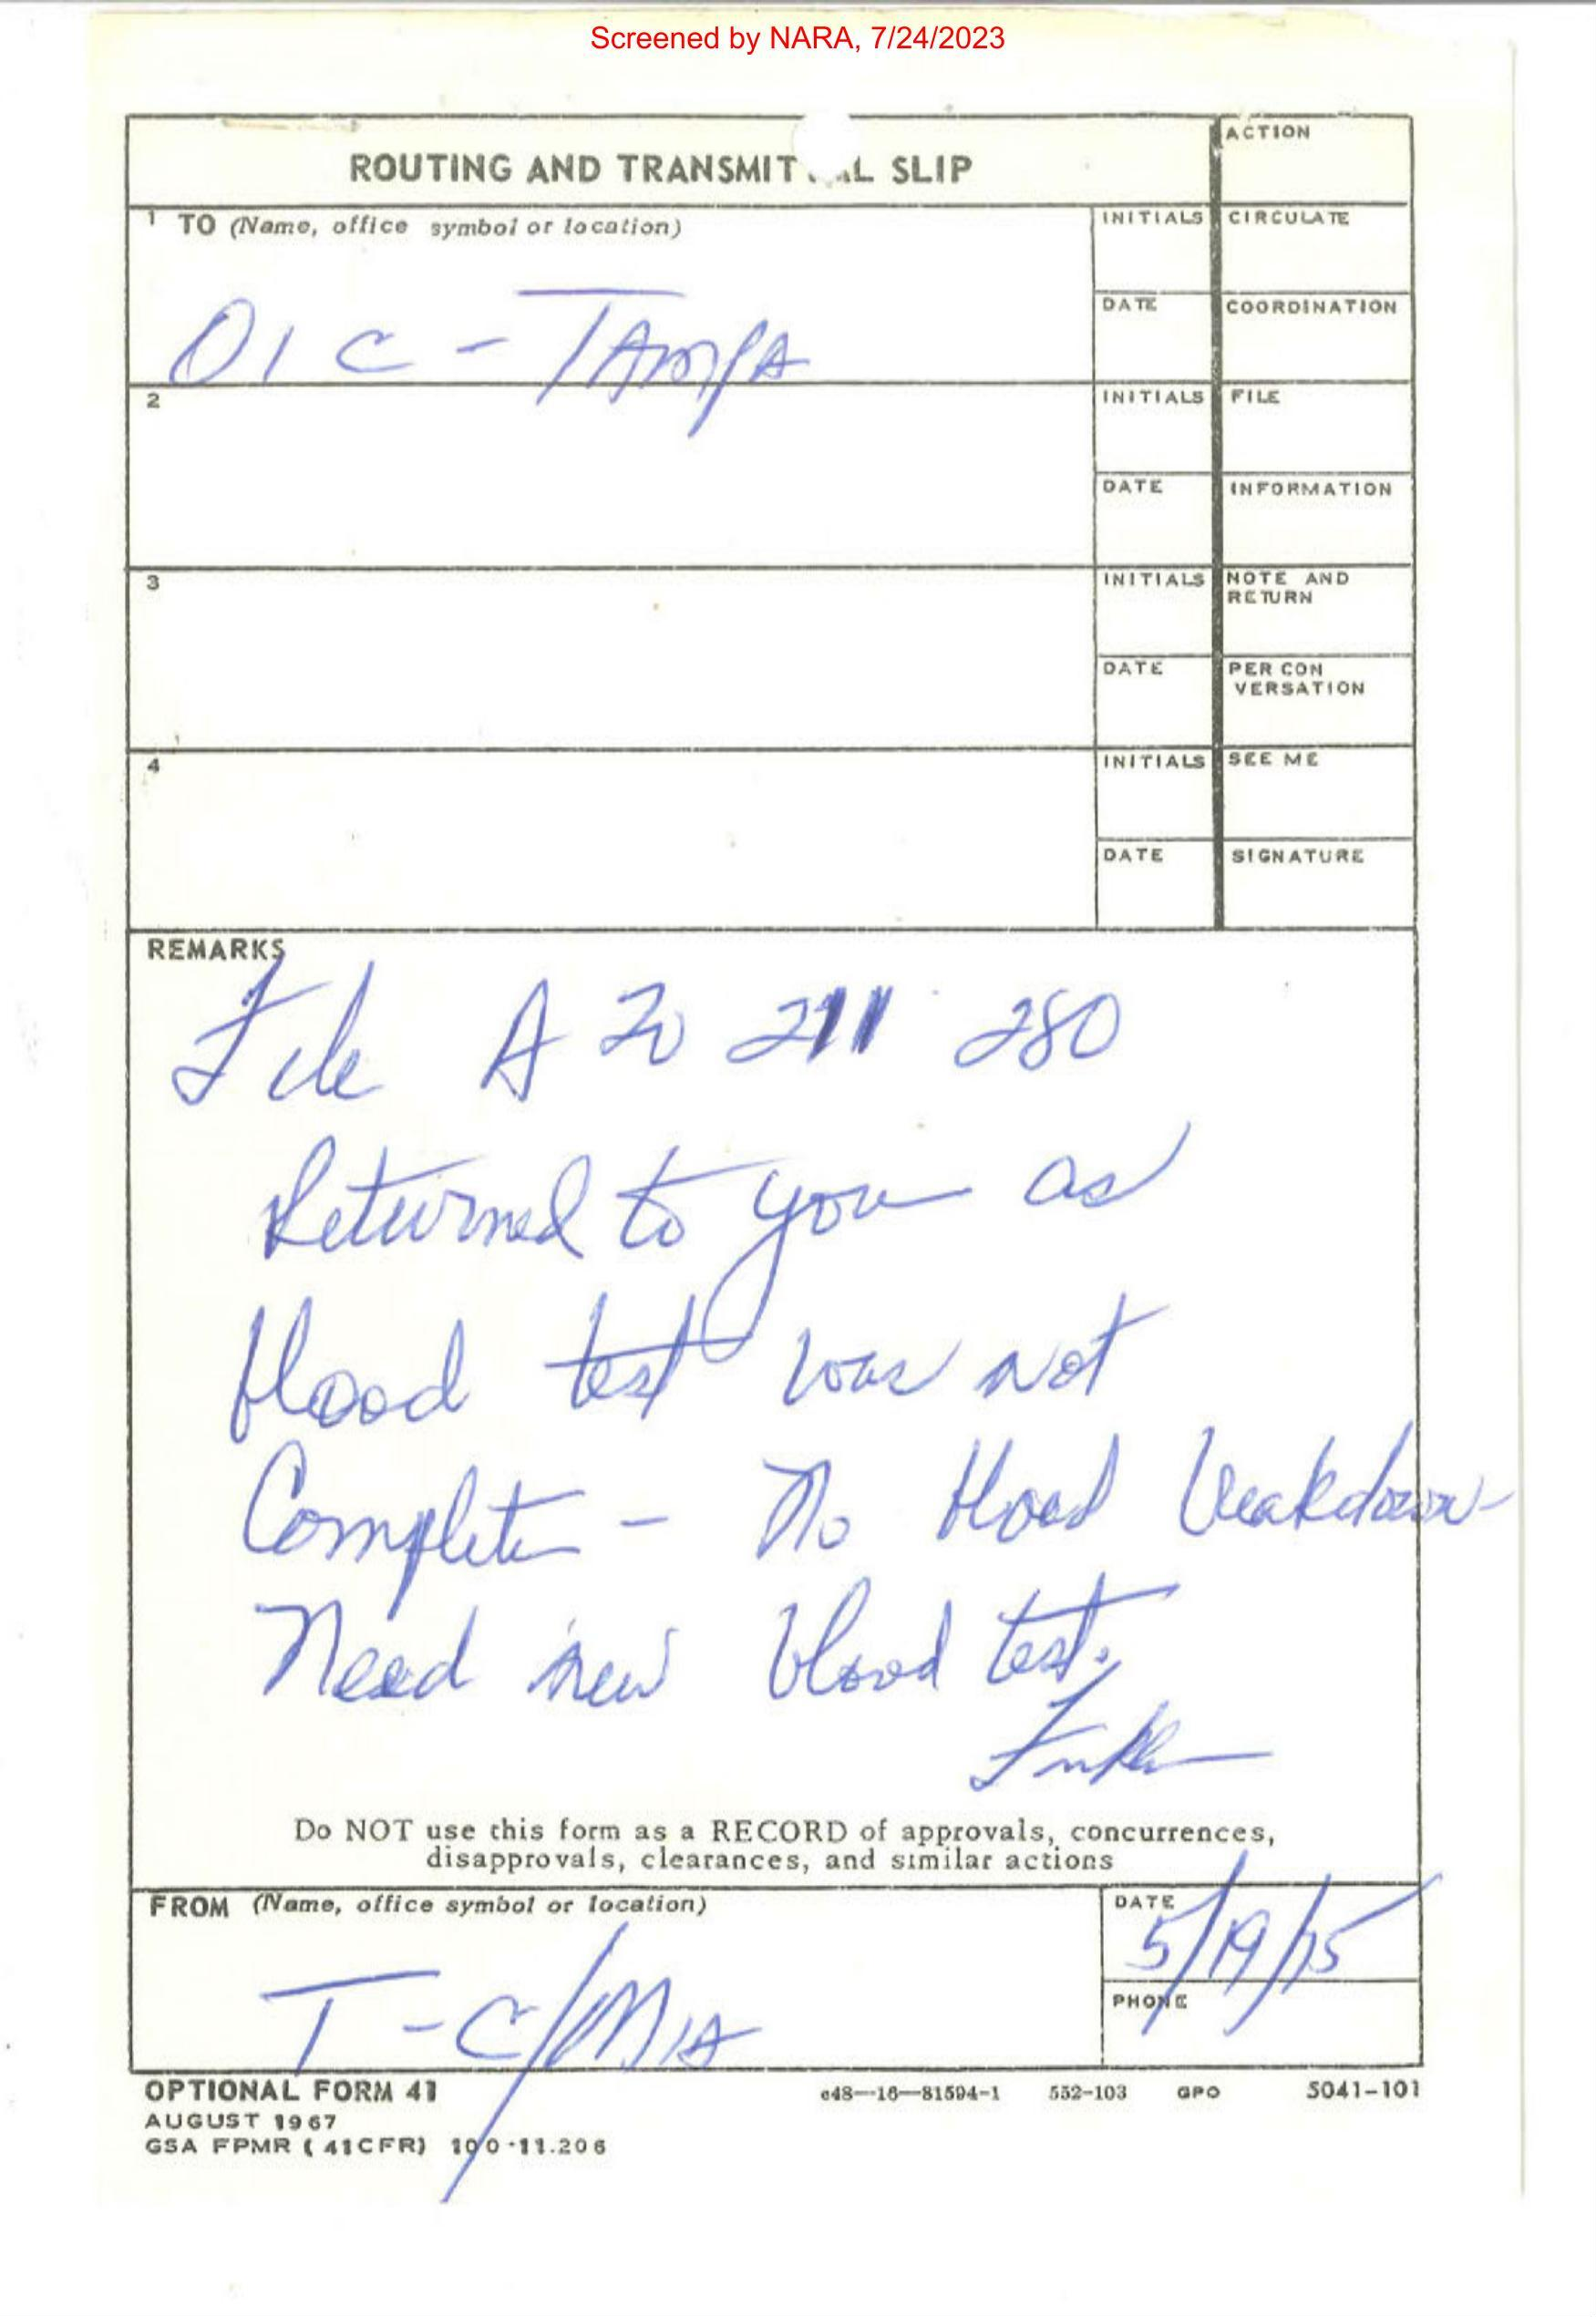 Screened by NARA, 7/24/2023
ROUTING AND TRANSMIT AL SLIP
ACTION
1 TO (Name, office symbol or location)
INITIALS
CIRCULATE
OIC - TAMPA
DATE
COORDINATION
2
INITIALS
FILE
DATE
INFORMATION
3
INITIALS
NOTE AND
RETURN
DATE
PER CON
VERSATION
4
INITIALS
SEE ME
DATE
SIGNATURE
REMARKS
File A 20 211 280
Returned to you as
blood test was not
Complete - No blood breakdown
Need new blood test.
Do NOT use this form as a RECORD of approvals, concurrences,
disapprovals, clearances, and similar actions
FROM (Name, office symbol or location)
DATE
5/19/75
T-C/MIA
PHONE
OPTIONAL FORM 41
c48—16—81594-1 552-103 GPO 5041-101
AUGUST 1967
GSA FPMR (41CFR) 100-11.206